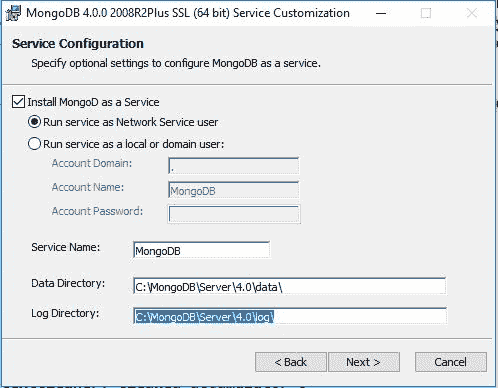 MongoDB 4.0.0 2008R2Plus SSL (64 bit) Service Customization
Service Configuration
Specify optional settings to configure MongoDB as a service.
Install MongoD as a Service
Run service as Network Service user
Run service as a local or domain user:
Account Domain: .
Account Name: MongoDB
Account Password:
Service Name: MongoDB
Data Directory: C:\MongoDB\Server\4.0\data\
Log Directory: C:\MongoDB\Server\4.0\log\
< Back Next > Cancel